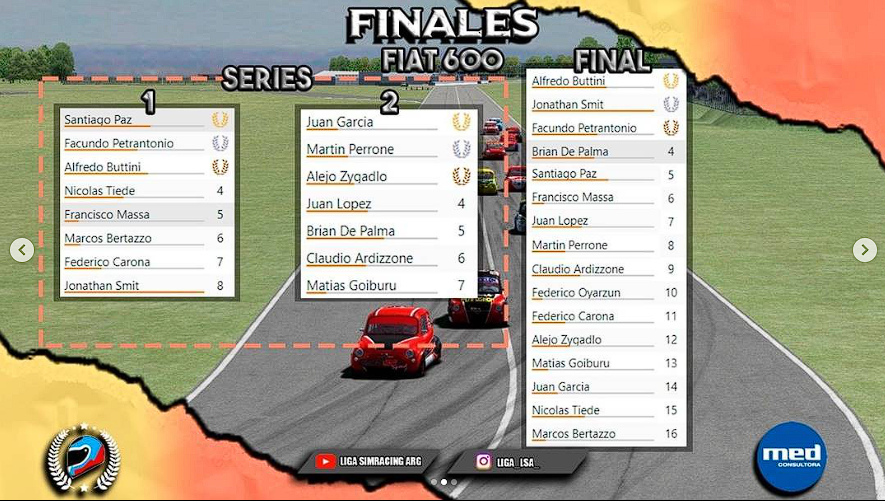 FINALES
FIAT 600
SERIES
1
Santiago Paz
Facundo Petrantonio
Alfredo Buttini
Nicolas Tiede 4
Francisco Massa 5
Marcos Bertazzo 6
Federico Carona 7
Jonathan Smit 8
2
Juan Garcia
Martin Perrone
Alejo Zygadlo
Juan Lopez 4
Brian De Palma 5
Claudio Ardizzone 6
Matias Goiburu 7
FINAL
Alfredo Buttini
Jonathan Smit
Facundo Petrantonio
Brian De Palma 4
Santiago Paz 5
Francisco Massa 6
Juan Lopez 7
Martin Perrone 8
Claudio Ardizzone 9
Federico Oyarzun 10
Federico Carona 11
Alejo Zygadlo 12
Matias Goiburu 13
Juan Garcia 14
Nicolas Tiede 15
Marcos Bertazzo 16
LIGA SIMRACING ARG
LIGA_LSA_
med
CONSULTORA